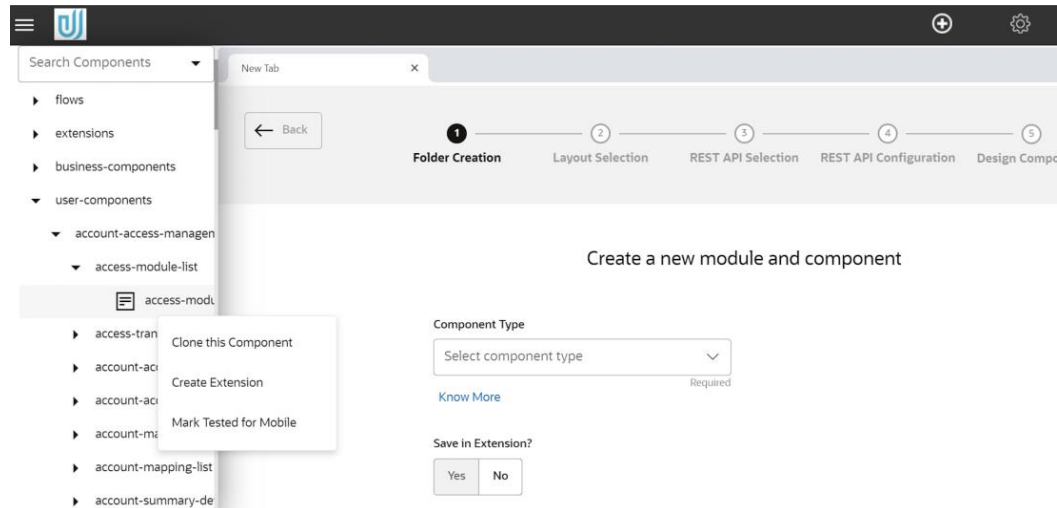 Search Components
New Tab
flows
extensions
business-components
user-components
account-access-managen
access-module-list
access-modu
access-tran
account-acc
account-acc
account-ma
account-mapping-list
account-summary-de
Clone this Component
Create Extension
Mark Tested for Mobile
Back
1
2
3
4
5
Folder Creation
Layout Selection
REST API Selection
REST API Configuration
Design Compo
Create a new module and component
Component Type
Select component type
Required
Know More
Save in Extension?
Yes
No